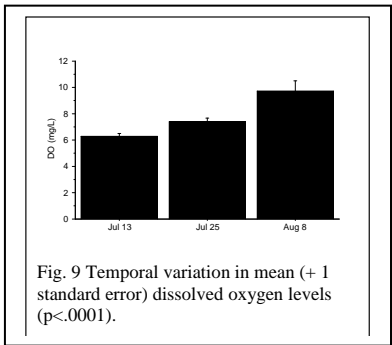 12
10
8
6
4
2
0
DO (mg/L)
Jul 13 Jul 25 Aug 8
Fig. 9 Temporal variation in mean (+ 1
standard error) dissolved oxygen levels
(p<.0001).